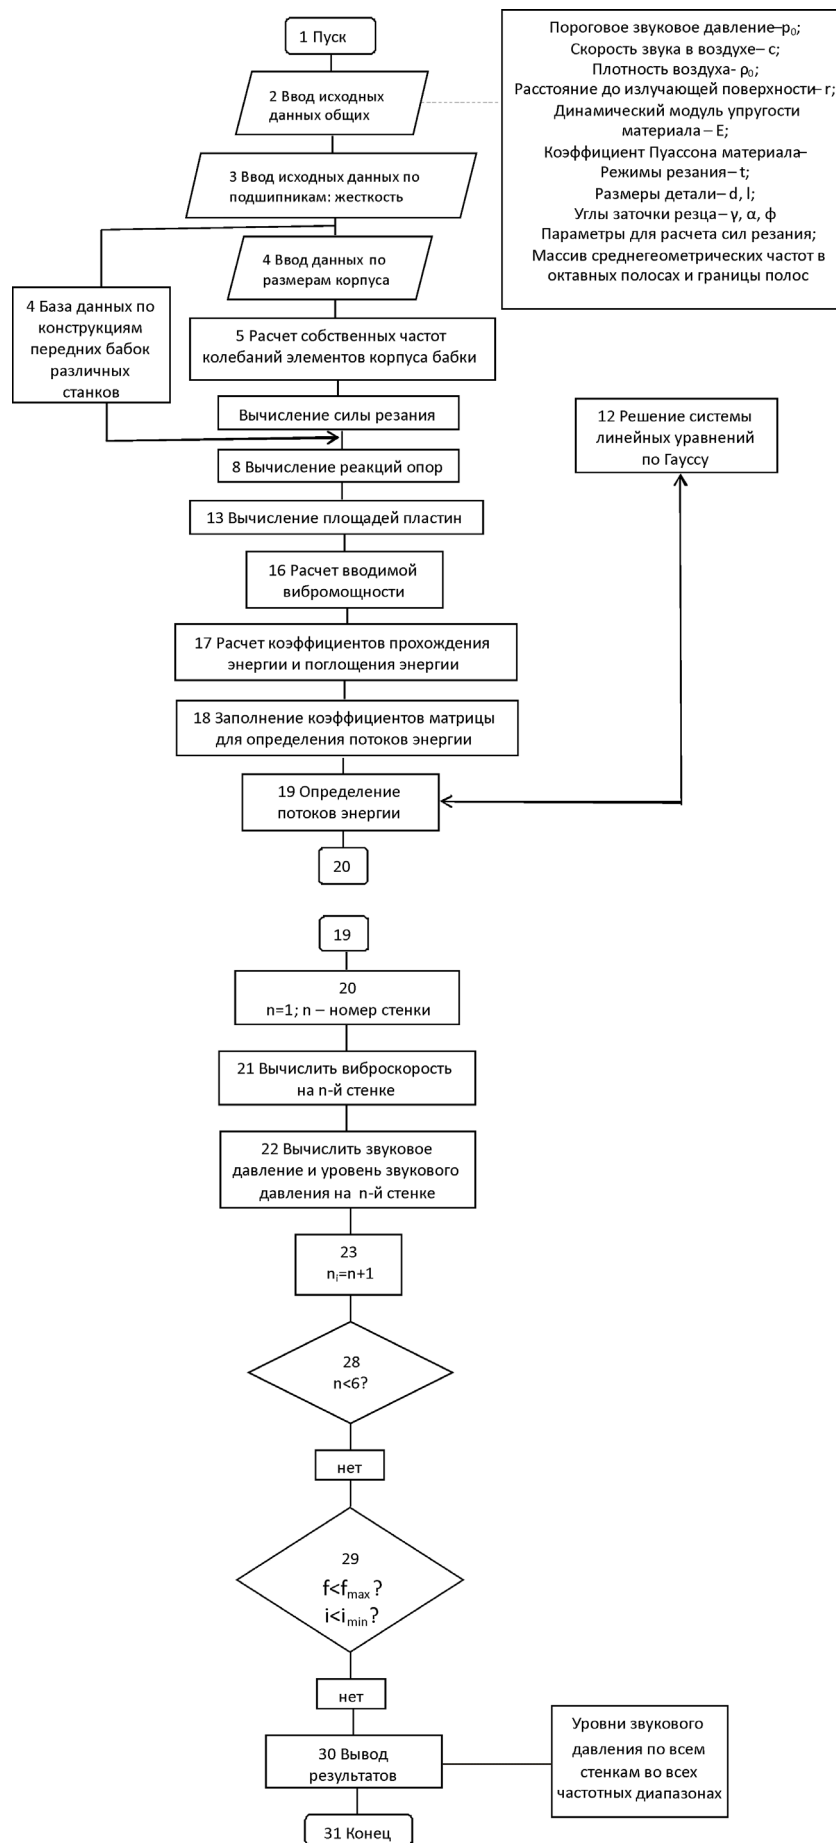 1 Пуск
2 Ввод исходных
данных общих
Пороговое звуковое давление–p₀;
Скорость звука в воздухе– c;
Плотность воздуха- ρ₀;
Расстояние до излучающей поверхности– r;
Динамический модуль упругости
материала – E;
Коэффициент Пуассона материала–
Режимы резания– t;
Размеры детали– d, l;
Углы заточки резца– γ, α, ф
Параметры для расчета сил резания;
Массив среднегеометрических частот в
октавных полосах и границы полос
3 Ввод исходных данных по
подшипникам: жесткость
4 Ввод данных по
размерам корпуса
4 База данных по
конструкциям
передних бабок
различных
станков
5 Расчет собственных частот
колебаний элементов корпуса бабки
Вычисление силы резания
12 Решение системы
линейных уравнений
по Гауссу
8 Вычисление реакций опор
13 Вычисление площадей пластин
16 Расчет вводимой
вибромощности
17 Расчет коэффициентов прохождения
энергии и поглощения энергии
18 Заполнение коэффициентов матрицы
для определения потоков энергии
19 Определение
потоков энергии
20
19
20
n=1; n – номер стенки
21 Вычислить виброскорость
на n-й стенке
22 Вычислить звуковое
давление и уровень звукового
давления на n-й стенке
23
nᵢ=n+1
28
n<6?
нет
29
f<fmax?
i<imin?
нет
30 Вывод
результатов
Уровни звукового
давления по всем
стенкам во всех
частотных диапазонах
31 Конец